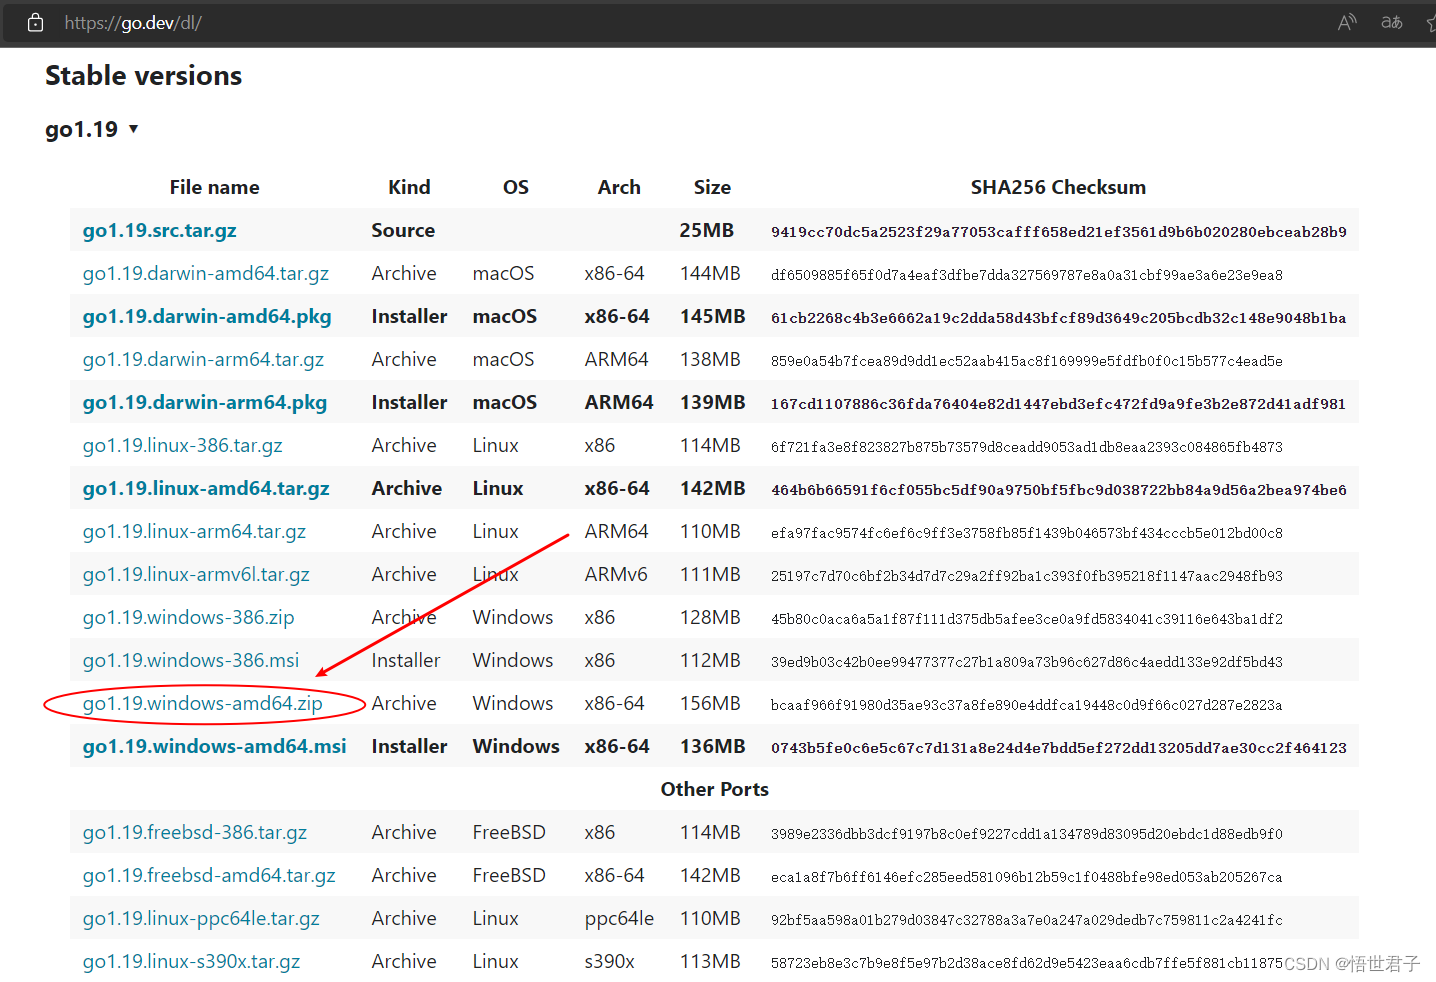 https://go.dev/dl/
Stable versions
go1.19 ▾
File name Kind OS Arch Size SHA256 Checksum
go1.19.src.tar.gz Source 25MB 9419cc70dc5a2523f29a77053cafff658ed21ef3561d9b6b020280ebceab28b9
go1.19.darwin-amd64.tar.gz Archive macOS x86-64 144MB df6509885f65f0d7a4eaf3dfbe7dda327569787e8a0a31cbf99ae3a6e23e9ea8
go1.19.darwin-amd64.pkg Installer macOS x86-64 145MB 61cb2268c4b3e6662a19c2dda58d43bfcf89d3649c205bcdb32c148e9048b1ba
go1.19.darwin-arm64.tar.gz Archive macOS ARM64 138MB 859e0a54b7fcea89d9dd1ec52aab415ac8f169999e5fdfb0f0c15b577c4ead5e
go1.19.darwin-arm64.pkg Installer macOS ARM64 139MB 167cd1107886c36fda76404e82d1447ebd3efc472fd9a9fe3b2e872d41adf981
go1.19.linux-386.tar.gz Archive Linux x86 114MB 6f721fa3e8f823827b875b73579d8ceadd9053ad1db8eaa2393c084865fb4873
go1.19.linux-amd64.tar.gz Archive Linux x86-64 142MB 464b6b66591f6cf055bc5df90a9750bf5fbc9d038722bb84a9d56a2bea974be6
go1.19.linux-arm64.tar.gz Archive Linux ARM64 110MB efa97fac9574fc6ef6c9ff3e3758fb85f1439b046573bf434cccb5e012bd00c8
go1.19.linux-armv6l.tar.gz Archive Linux ARMv6 111MB 25197c7d70c6bf2b34d7d7c29a2ff92ba1c393f0fb395218f1147aac2948fb93
go1.19.windows-386.zip Archive Windows x86 128MB 45b80c0aca6a5a1f87f111d375db5afee3ce0a9fd5834041c39116e643ba1df2
go1.19.windows-386.msi Installer Windows x86 112MB 39ed9b03c42b0ee99477377c27b1a809a73b96c627d86c4aedd133e92df5bd43
go1.19.windows-amd64.zip Archive Windows x86-64 156MB bcaaf966f91980d35ae93c37a8fe890e4ddfca19448c0d9f66c027d287e2823a
go1.19.windows-amd64.msi Installer Windows x86-64 136MB 0743b5fe0c6e5c67c7d131a8e24d4e7bdd5ef272dd13205dd7ae30cc2f464123
Other Ports
go1.19.freebsd-386.tar.gz Archive FreeBSD x86 114MB 3989e2336dbb3dcf9197b8c0ef9227cdd1a134789d83095d20ebdc1d88edb9f0
go1.19.freebsd-amd64.tar.gz Archive FreeBSD x86-64 142MB eca1a8f7b6ff6146efc285eed581096b12b59c1f0488bfe98ed053ab205267ca
go1.19.linux-ppc64le.tar.gz Archive Linux ppc64le 110MB 92bf5aa598a01b279d03847c32788a3a7e0a247a029dedb7c759811c2a4241fc
go1.19.linux-s390x.tar.gz Archive Linux s390x 113MB 58723eb8e3c7b9e8f5e97b2d38ace8fd62d9e5423eaa6cdb7ffe5f881cb11875
CSDN @悟世君子